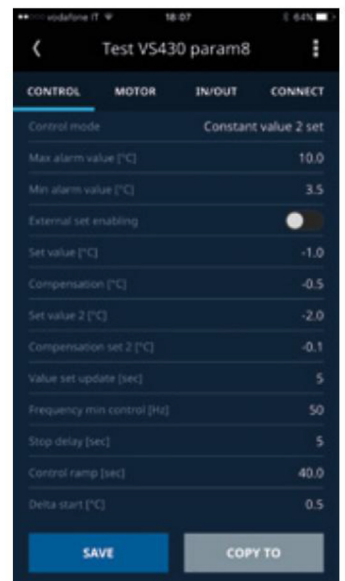 vodafone IT 18:07 64%
Test VS430 param8
CONTROL MOTOR IN/OUT CONNECT
Control mode Constant value 2 set
Max alarm value [°C] 10.0
Min alarm value [°C] 3.5
External set enabling
Set value [°C] -1.0
Compensation [°C] -0.5
Set value 2 [°C] -2.0
Compensation set 2 [°C] -0.1
Value set update [sec] 5
Frequency min control [Hz] 50
Stop delay [sec] 5
Control ramp [sec] 40.0
Delta start [°C] 0.5
SAVE COPY TO